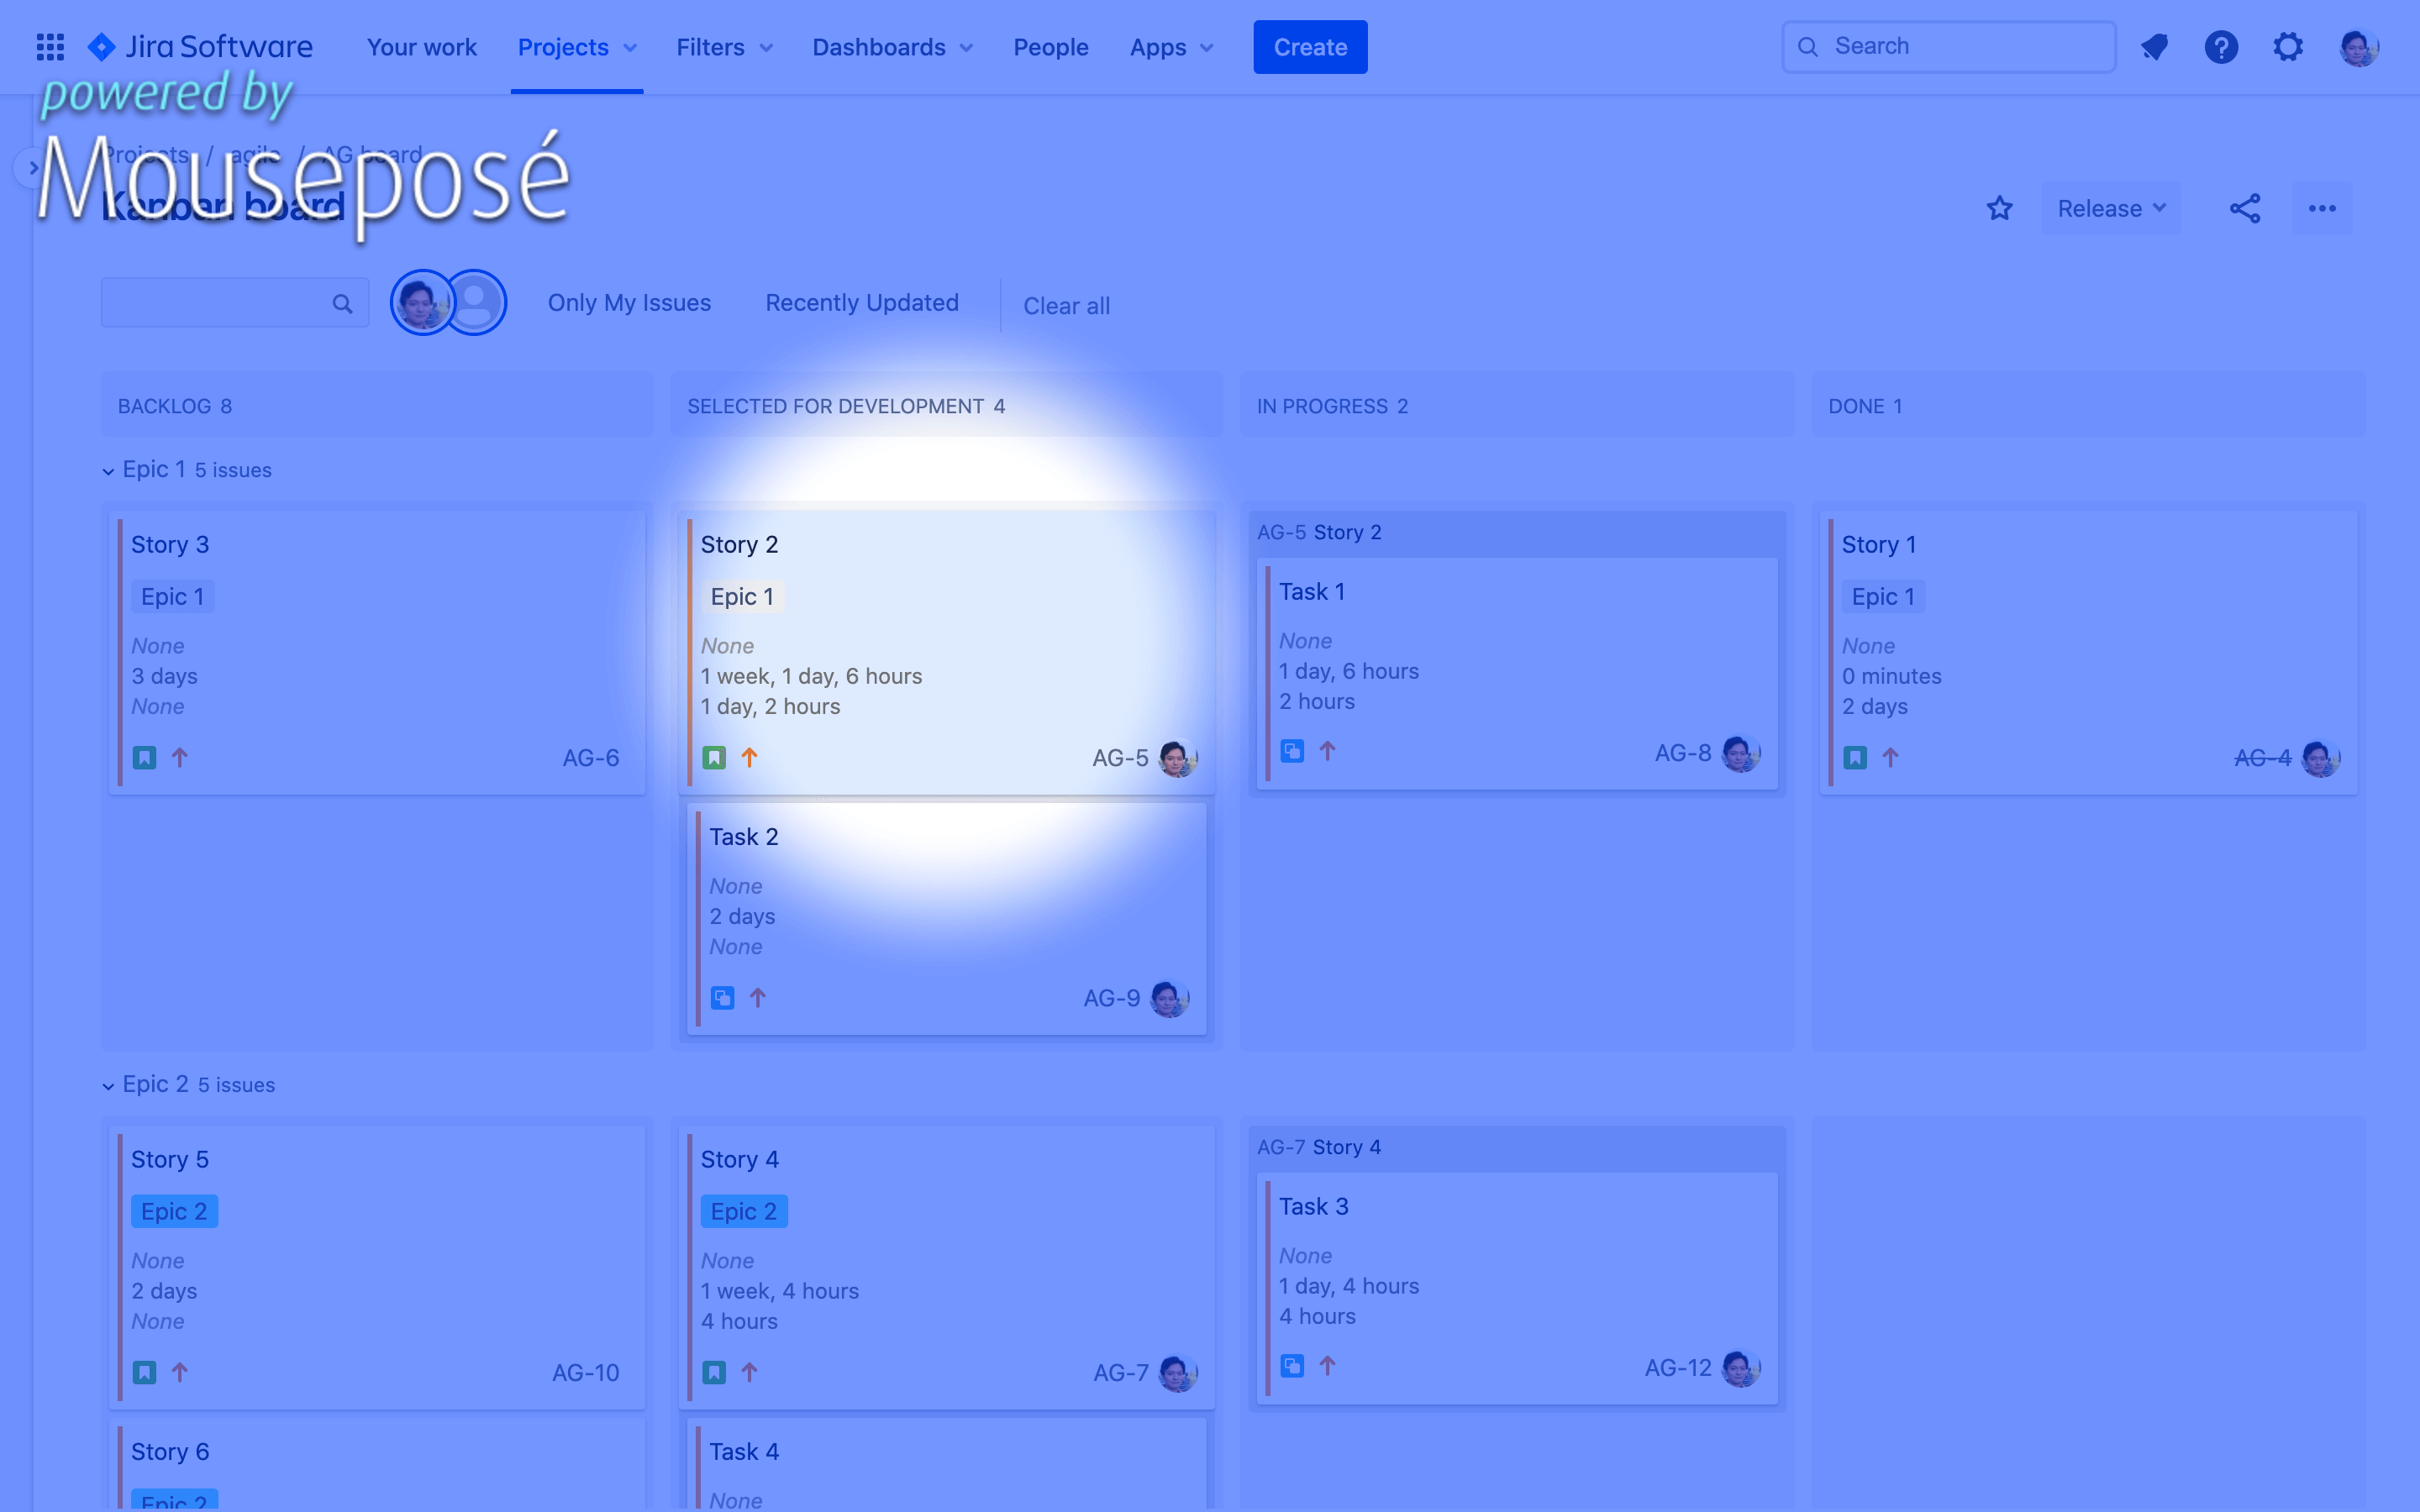 Jira Software Your work Projects Filters Dashboards People Apps Create Search
powered by
Mouseposé
Projects / agile / AG board
Kanban board
Release
Only My Issues Recently Updated Clear all
BACKLOG 8 SELECTED FOR DEVELOPMENT 4 IN PROGRESS 2 DONE 1
Epic 1 5 issues
Story 3
Epic 1
None
3 days
None
AG-6
Story 2
Epic 1
None
1 week, 1 day, 6 hours
1 day, 2 hours
AG-5
Task 2
None
2 days
None
AG-9
AG-5 Story 2
Task 1
None
1 day, 6 hours
2 hours
AG-8
Story 1
Epic 1
None
0 minutes
2 days
AG-4
Epic 2 5 issues
Story 5
Epic 2
None
2 days
None
AG-10
Story 6
Epic 2
Story 4
Epic 2
None
1 week, 4 hours
4 hours
AG-7
Task 4
None
AG-7 Story 4
Task 3
None
1 day, 4 hours
4 hours
AG-12